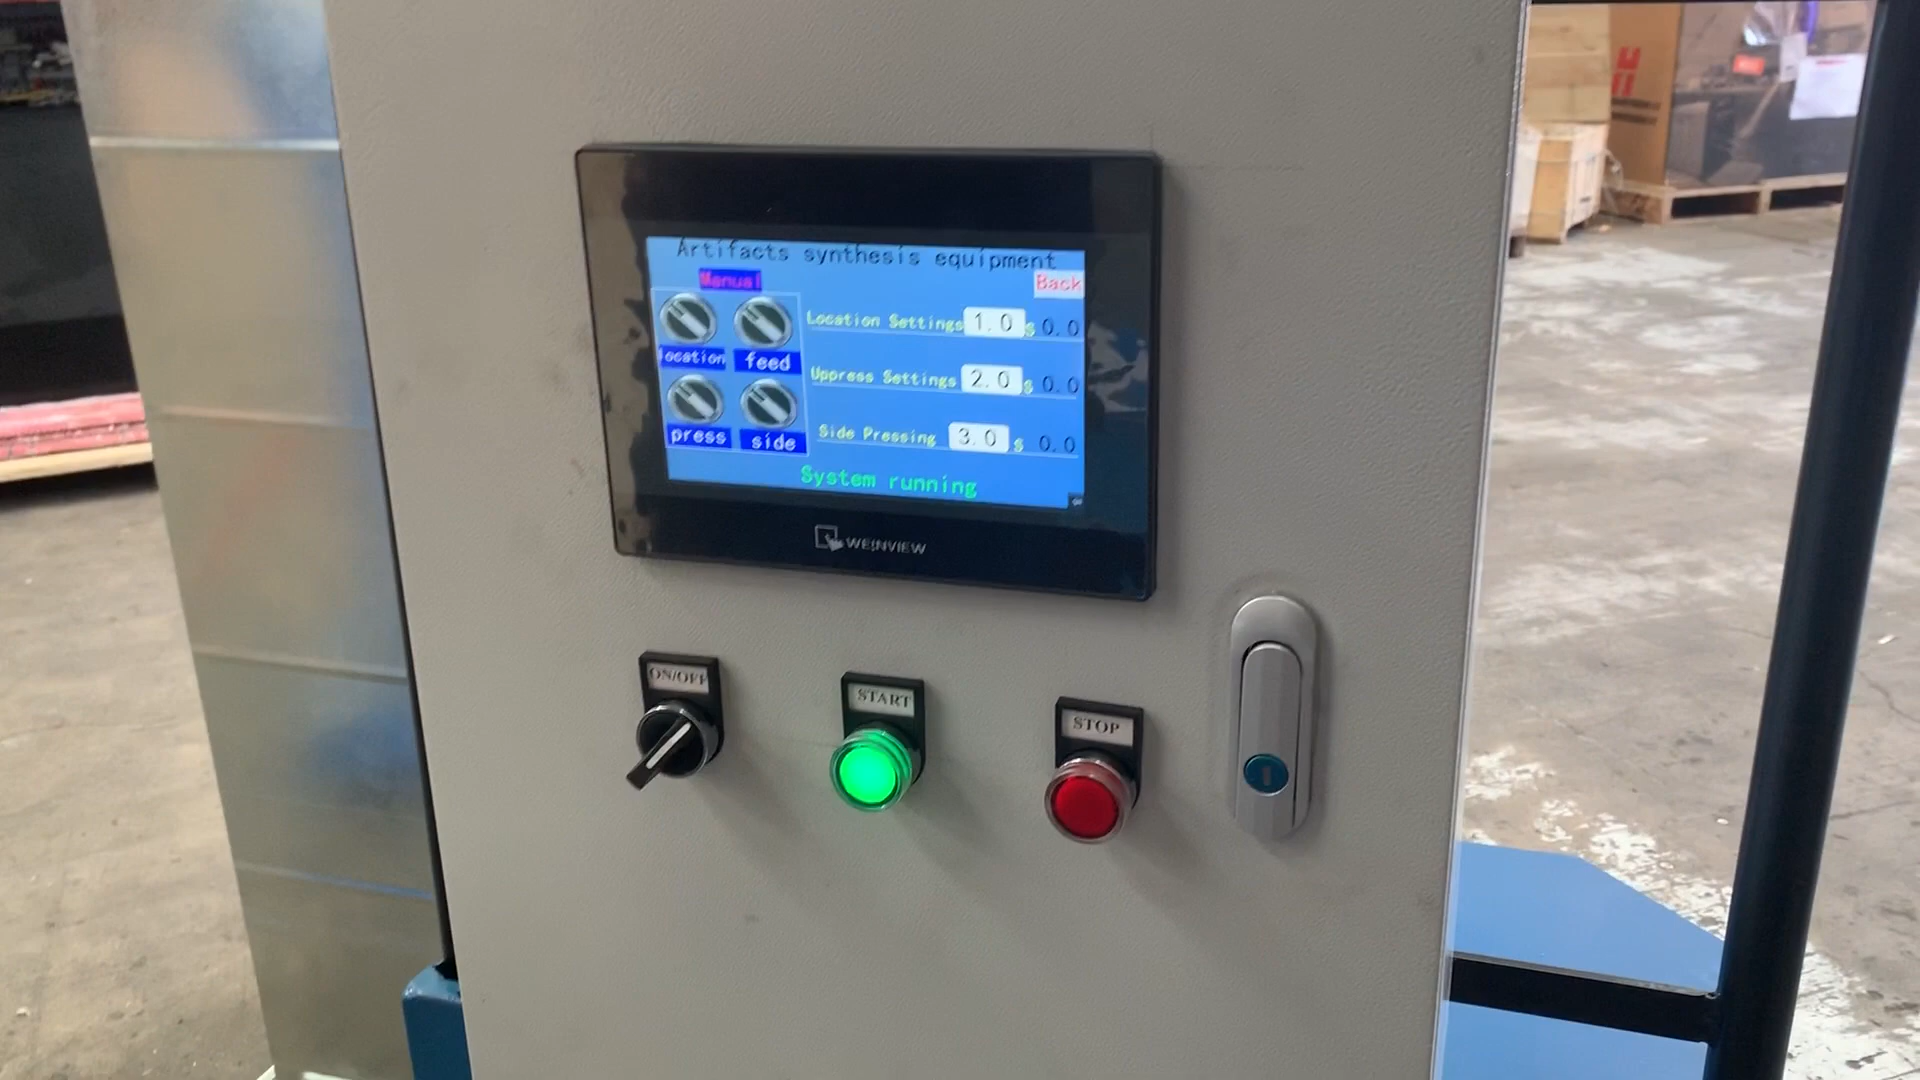 Artifacts synthesis equipment
Manual
Back
Location Settings 1.0 s 0.0
location feed
Uppress Settings 2.0 s 0.0
press side
Side Pressing 3.0 s 0.0
System running
WEINVIEW
ON/OFF
START
STOP